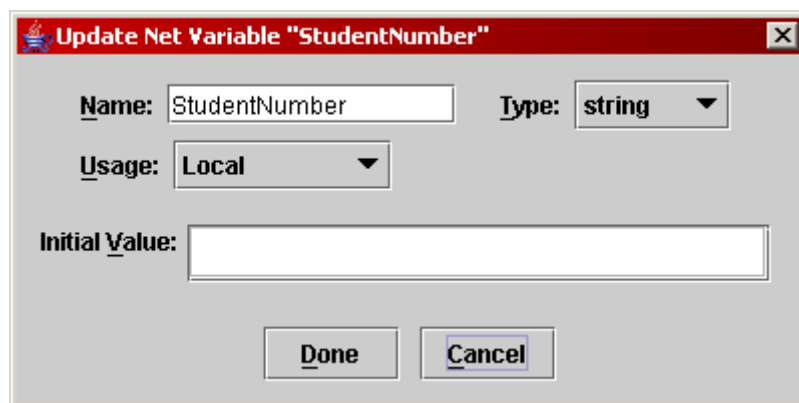 Update Net Variable "StudentNumber"
Name: StudentNumber Type: string
Usage: Local
Initial Value:
Done Cancel